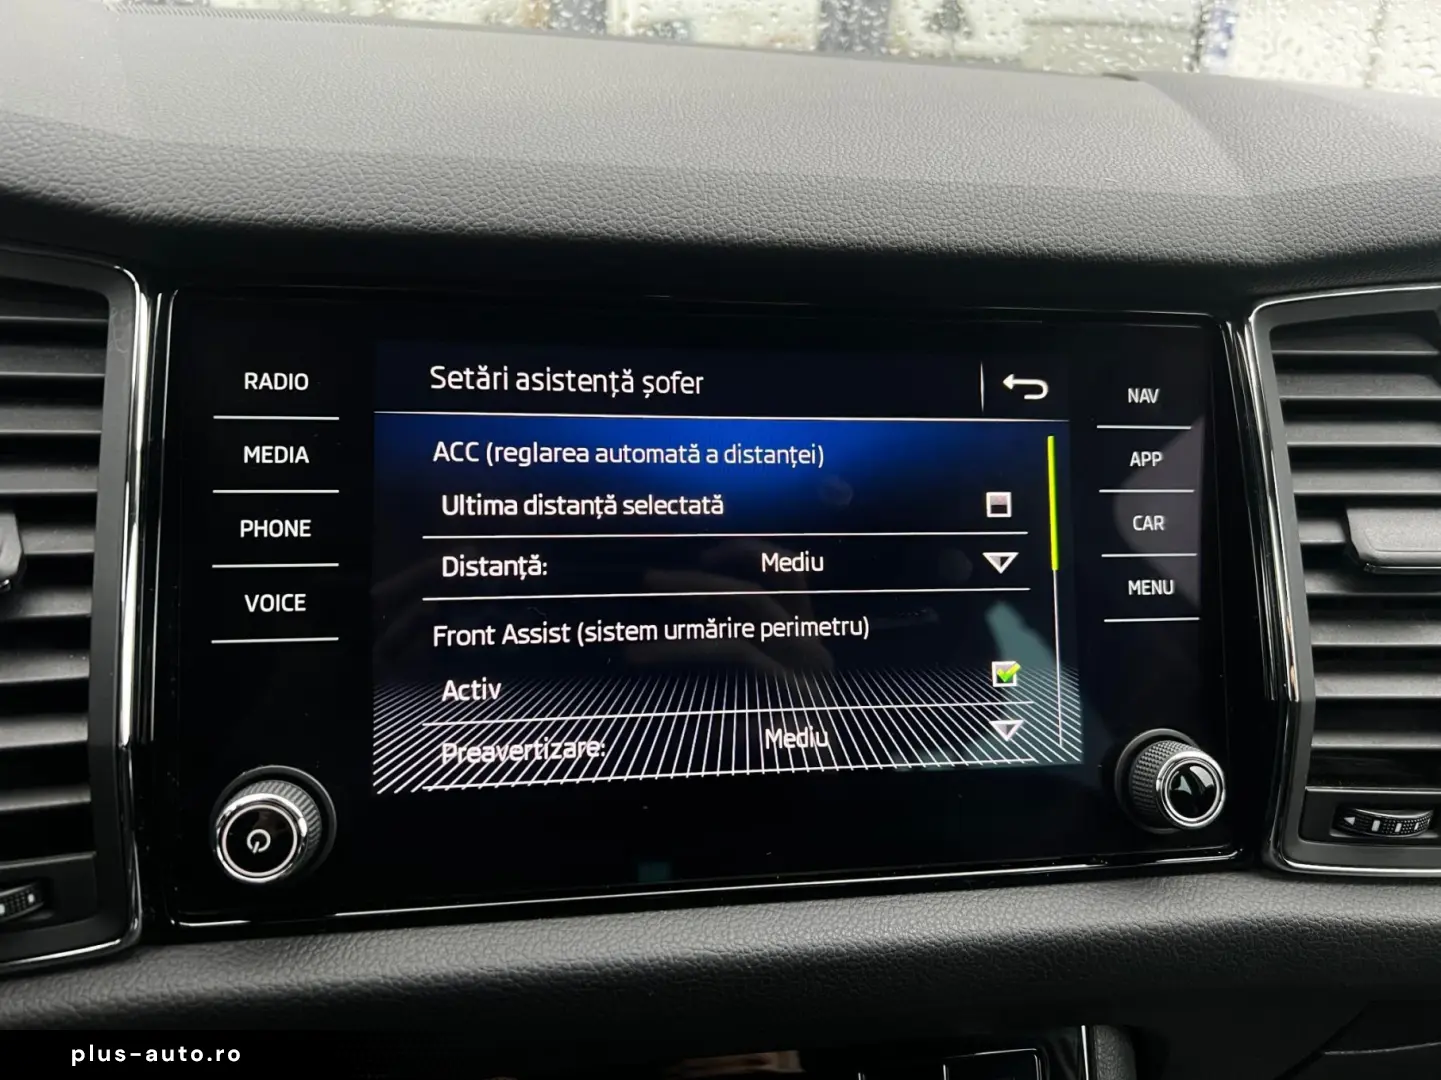 Setări asistență șofer
RADIO
MEDIA
PHONE
VOICE
ACC (reglarea automată a distanței)
Ultima distanță selectată
Distanță: Mediu
Front Assist (sistem urmărire perimetru)
Activ
Preavertizare: Mediu
NAV
APP
CAR
MENU
plus-auto.ro